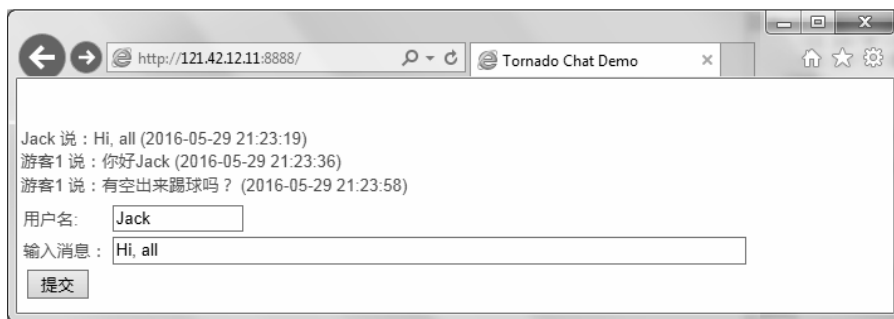 http://121.42.12.11:8888/
Tornado Chat Demo
Jack 说：Hi, all (2016-05-29 21:23:19)
游客1 说：你好Jack (2016-05-29 21:23:36)
游客1 说：有空出来踢球吗？ (2016-05-29 21:23:58)
用户名: Jack
输入消息： Hi, all
提交